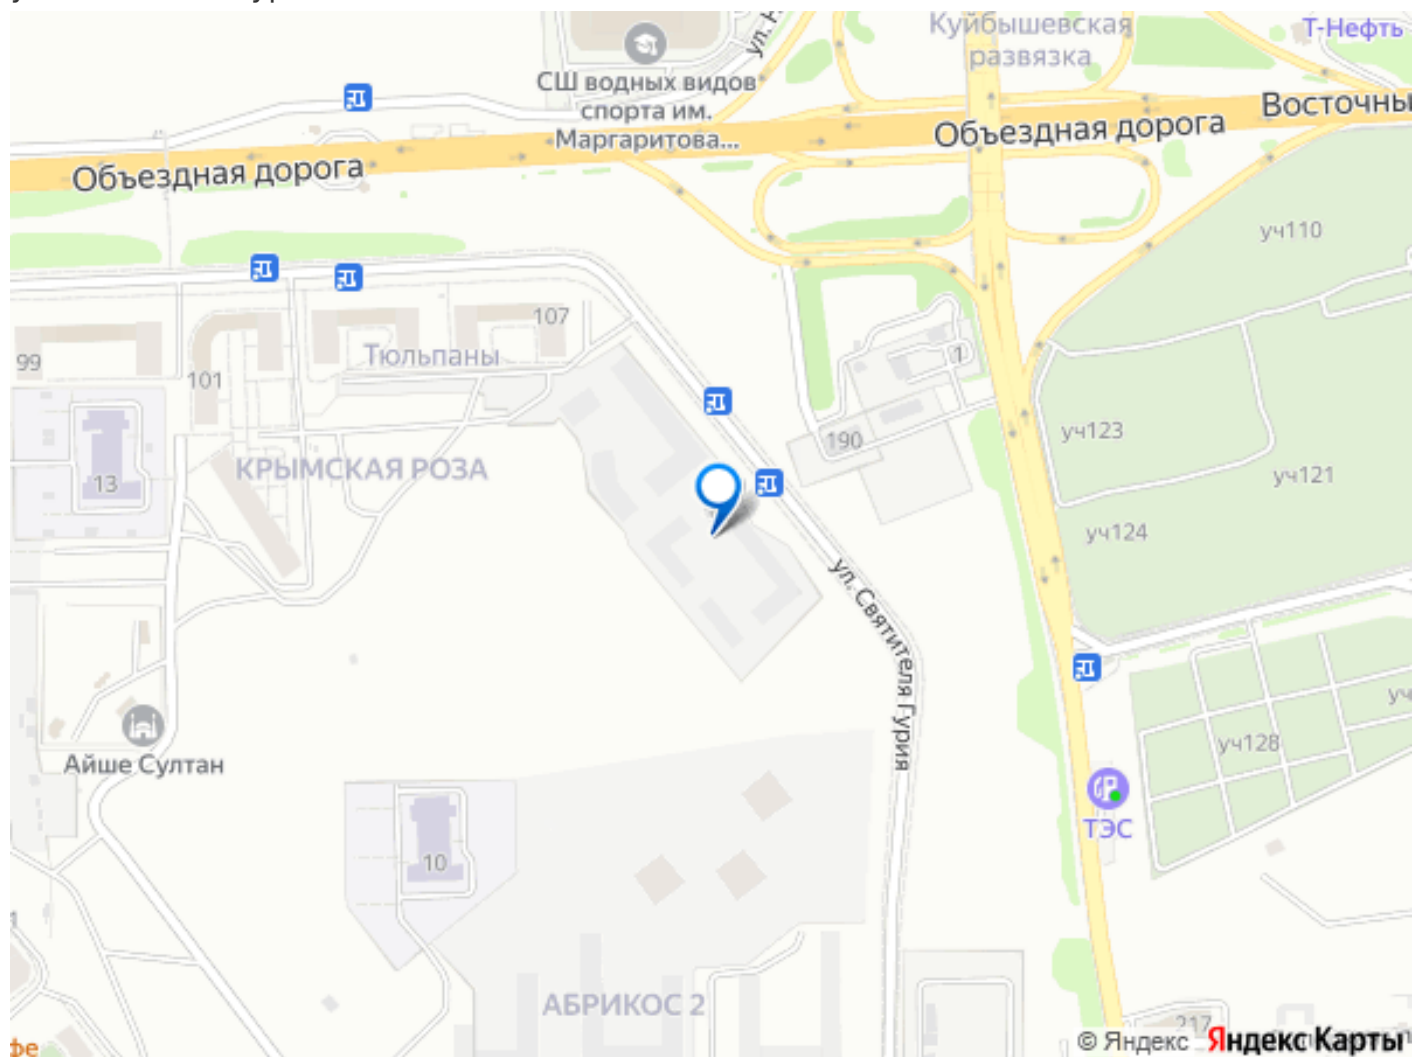 Куйбышевская
развязка
Т-Нефть
СШ водных видов
спорта им.
Маргаритова...
Восточны
Объездная дорога
Объездная дорога
уч110
107
99
Тюльпаны
101
1
уч123
190
КРЫМСКАЯ РОЗА
13
уч121
уч124
ул. Святителя Гурия
уч128
Айше Султан
ТЭС
10
АБРИКОС 2
217
фе
© Яндекс Яндекс Карты